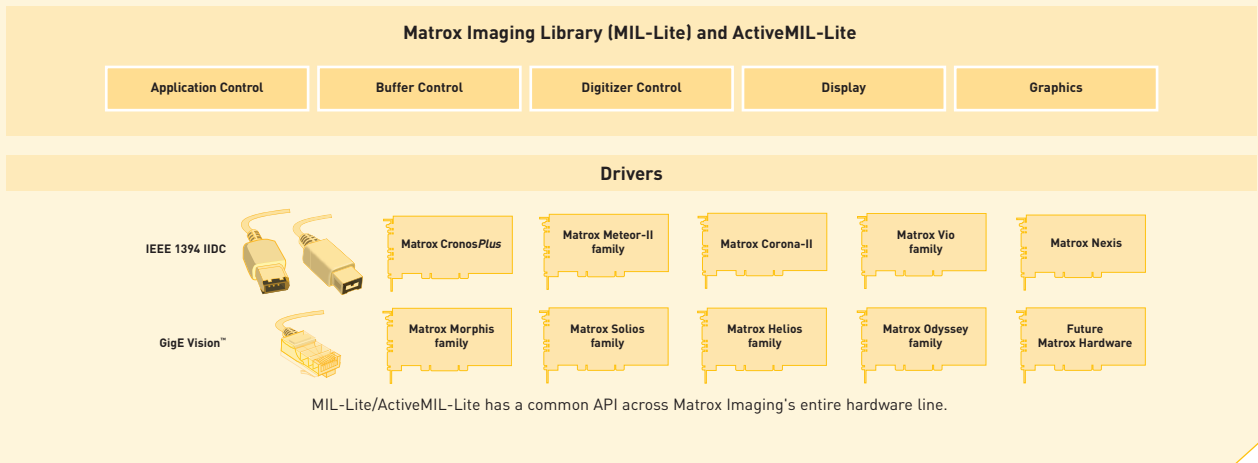 Matrox Imaging Library (MIL-Lite) and ActiveMIL-Lite
Application Control
Buffer Control
Digitizer Control
Display
Graphics
Drivers
IEEE 1394 IIDC
Matrox CronosPlus
Matrox Meteor-II
family
Matrox Corona-II
Matrox Vio
family
Matrox Nexis
GigE Vision™
Matrox Morphis
family
Matrox Solios
family
Matrox Helios
family
Matrox Odyssey
family
Future
Matrox Hardware
MIL-Lite/ActiveMIL-Lite has a common API across Matrox Imaging's entire hardware line.